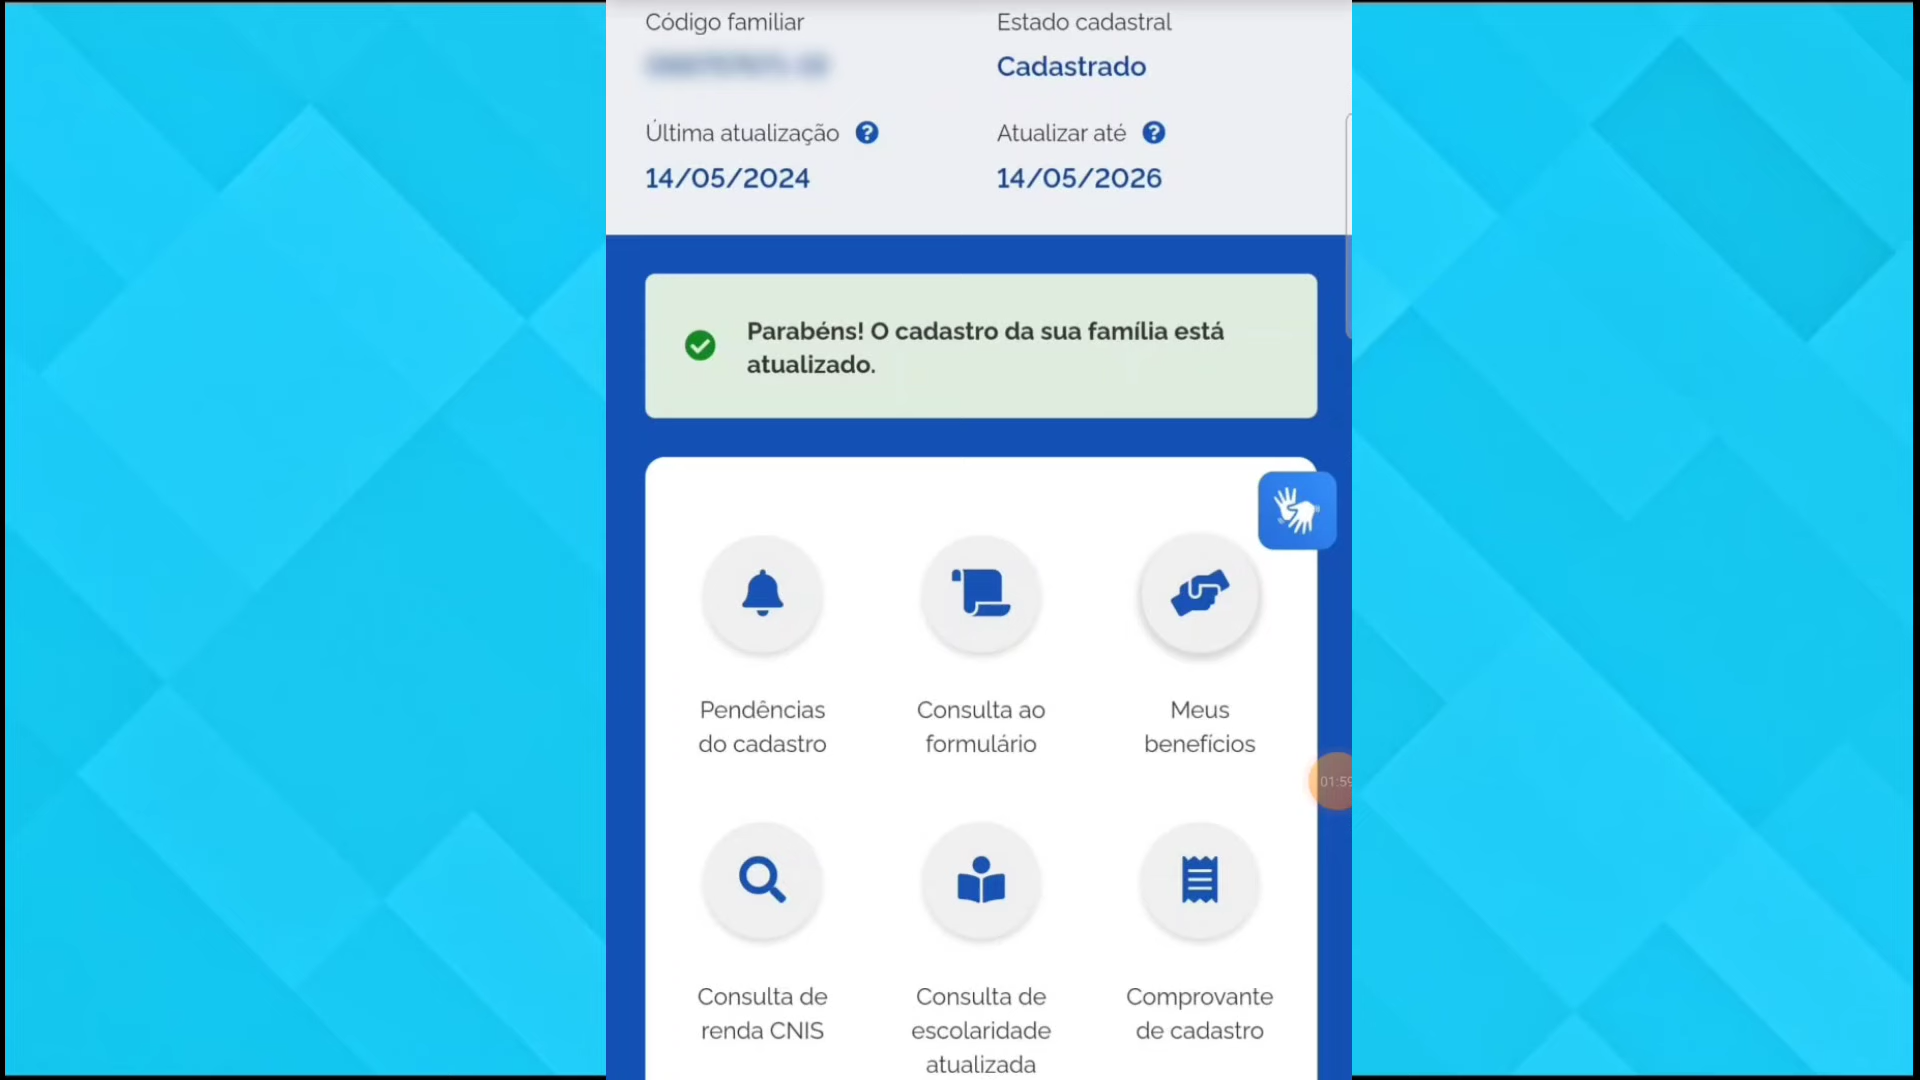 Código familiar
Estado cadastral
Cadastrado
Última atualização ?
Atualizar até ?
14/05/2024
14/05/2026
Parabéns! O cadastro da sua família está
atualizado.
Pendências
do cadastro
Consulta ao
formulário
Meus
benefícios
01:59
Consulta de
renda CNIS
Consulta de
escolaridade
atualizada
Comprovante
de cadastro